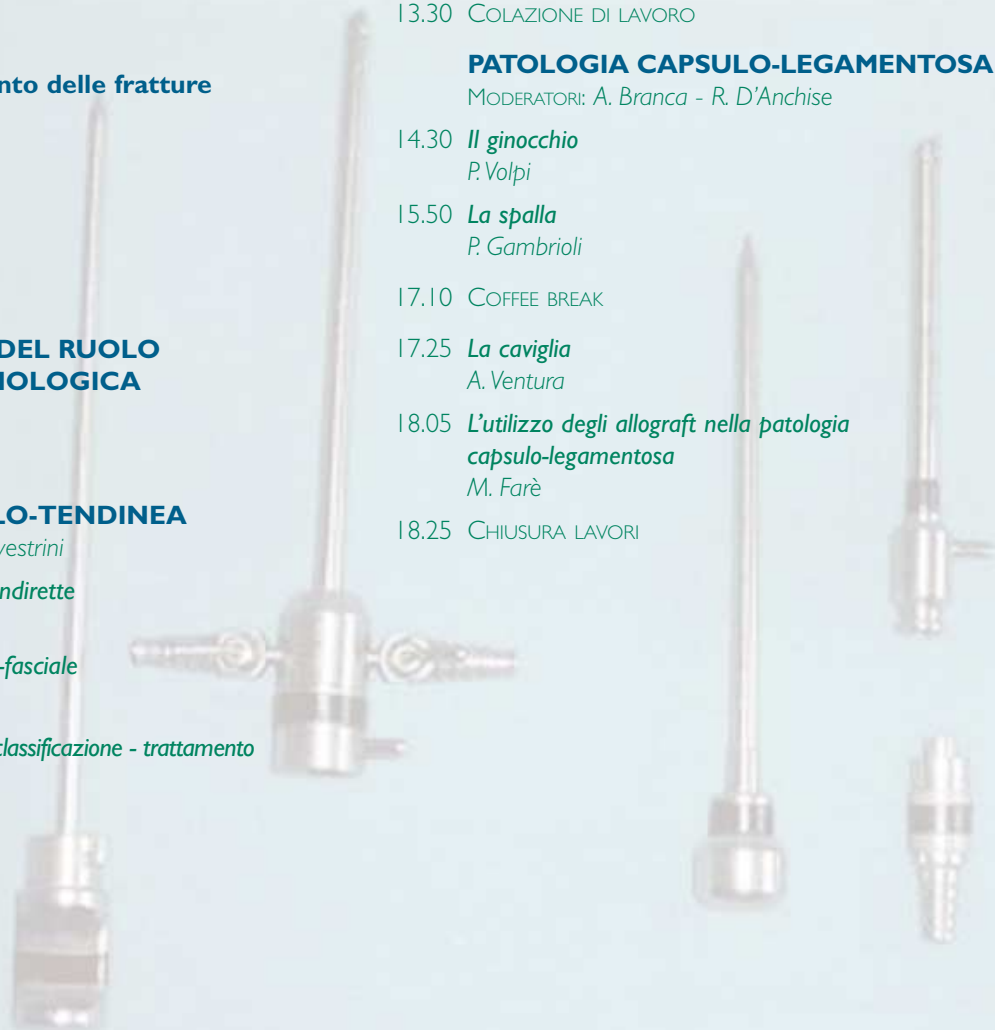 nto delle fratture
DEL RUOLO
IOLOGICA
LO-TENDINEA
vestrini
ndirette
-fasciale
classificazione - trattamento
13.30 COLAZIONE DI LAVORO
PATOLOGIA CAPSULO-LEGAMENTOSA
MODERATORI: A. Branca - R. D'Anchise
14.30 Il ginocchio
P. Volpi
15.50 La spalla
P. Gambrioli
17.10 COFFEE BREAK
17.25 La caviglia
A. Ventura
18.05 L'utilizzo degli allograft nella patologia
capsulo-legamentosa
M. Farè
18.25 CHIUSURA LAVORI